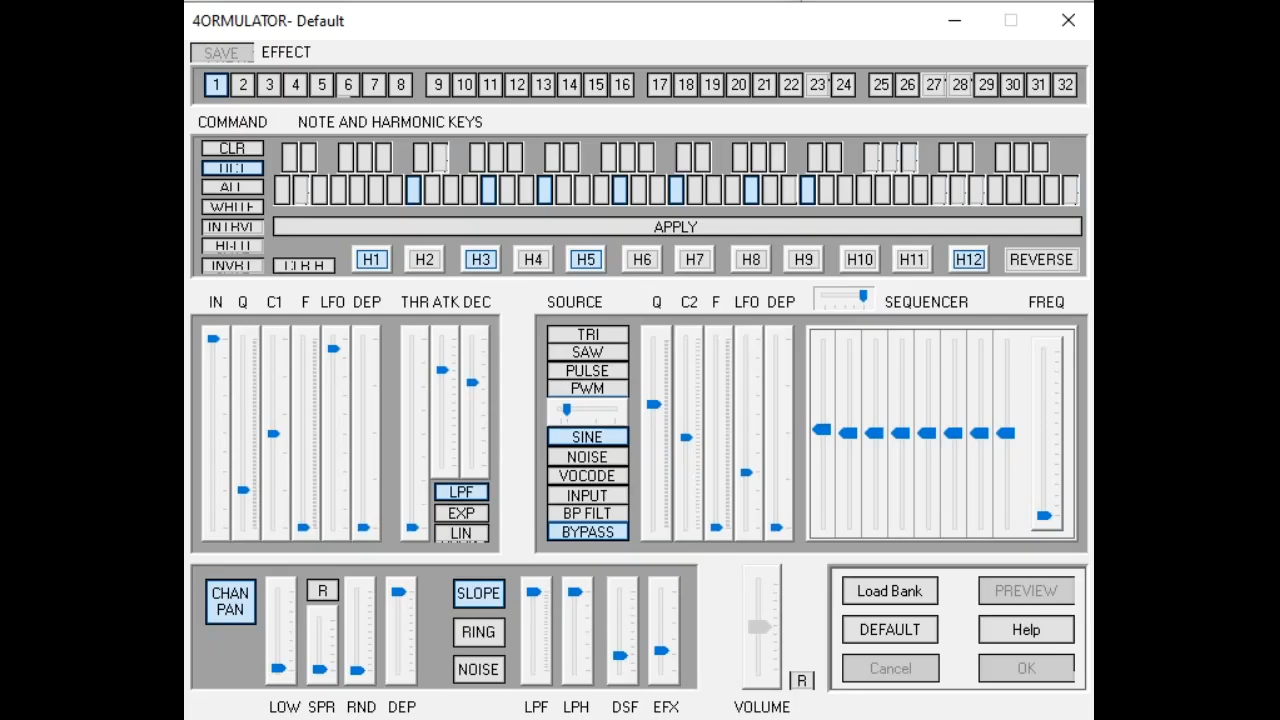 4ORMULATOR- Default
SAVE EFFECT
1 2 3 4 5 6 7 8 9 10 11 12 13 14 15 16 17 18 19 20 21 22 23 24 25 26 27 28 29 30 31 32
COMMAND NOTE AND HARMONIC KEYS
CLR
ALL
WHITE
INTRVL
APPLY
INVRT H1 H2 H3 H4 H5 H6 H7 H8 H9 H10 H11 H12 REVERSE
IN Q C1 F LFO DEP THR ATK DEC SOURCE Q C2 F LFO DEP SEQUENCER FREQ
TRI
SAW
PULSE
PWM
SINE
NOISE
VOCODE
LPF INPUT
EXP BP FILT
LIN BYPASS
CHAN PAN R SLOPE Load Bank PREVIEW
RING DEFAULT Help
NOISE R Cancel OK
LOW SPR RND DEP LPF LPH DSF EFX VOLUME